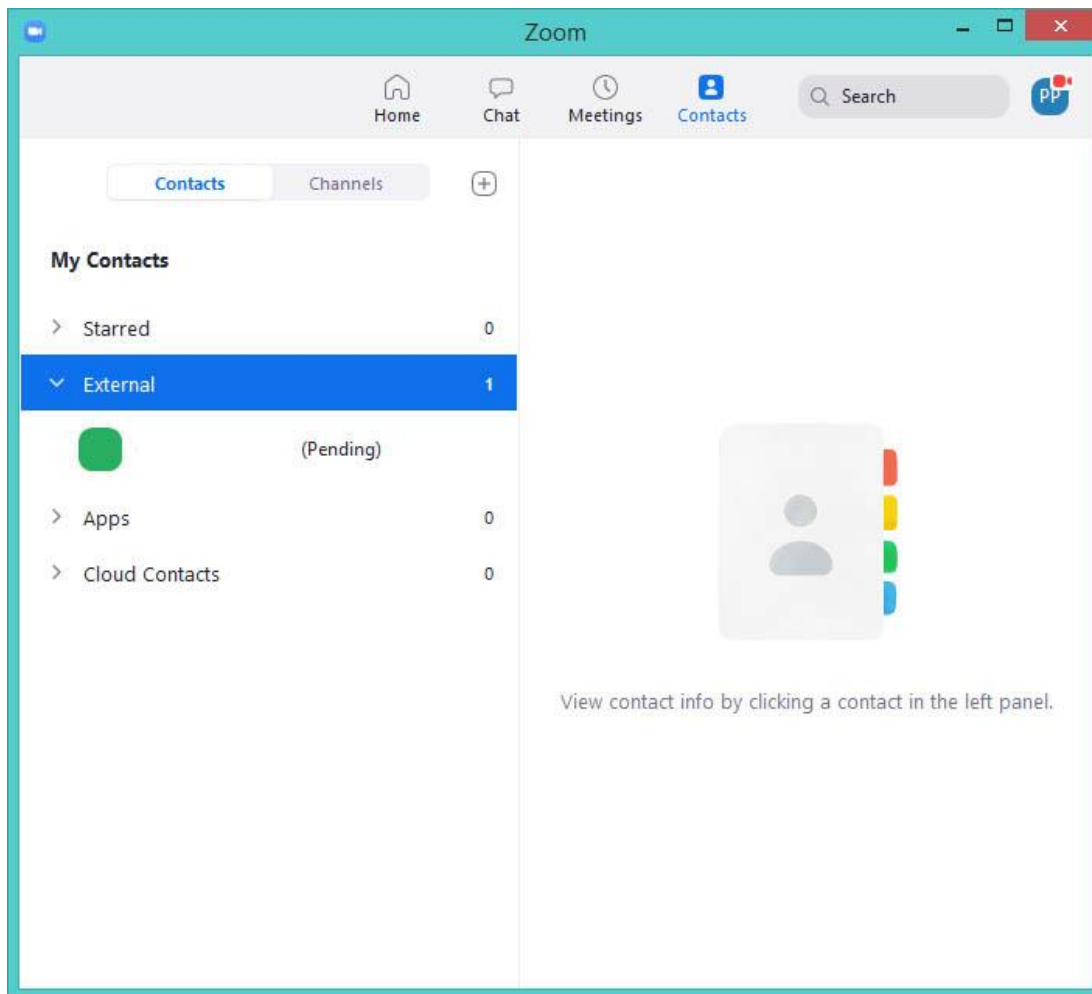 Zoom
Home Chat Meetings Contacts Search PP
Contacts Channels
My Contacts
Starred 0
External 1
(Pending)
Apps 0
Cloud Contacts 0
View contact info by clicking a contact in the left panel.